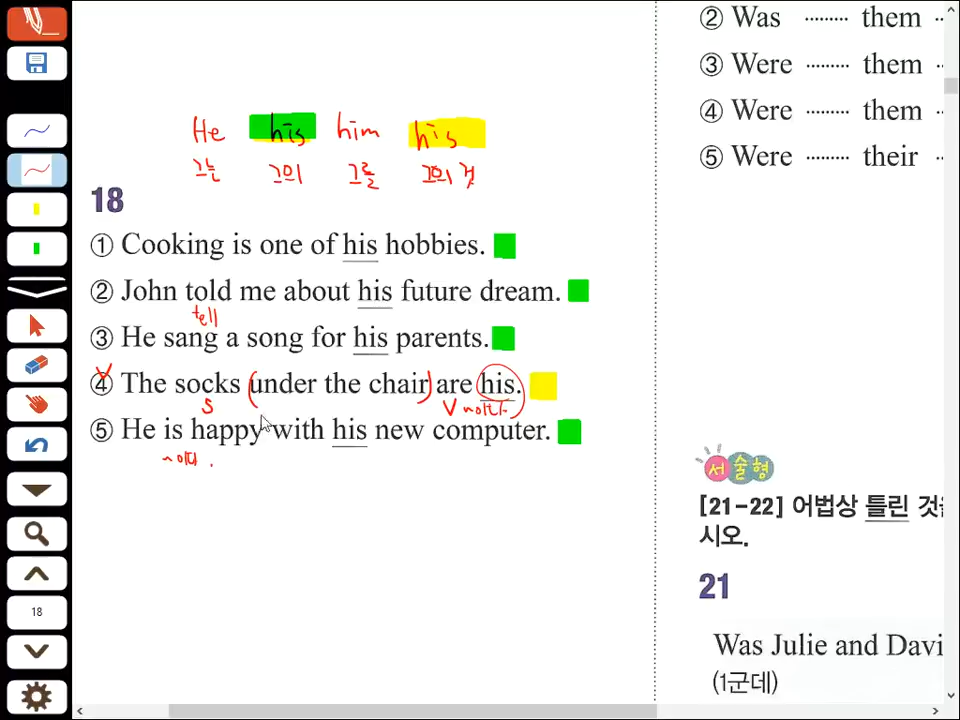 He his him his
그는 그의 그를 그의 것
18
① Cooking is one of his hobbies.
② John told me about his future dream.
tell
③ He sang a song for his parents.
④ The socks (under the chair) are his.
S V ~이다
⑤ He is happy with his new computer.
~이다.
② Was ········· them ··
③ Were ········· them ··
④ Were ········· them ··
⑤ Were ········· their ··
서술형
[21-22] 어법상 틀린 것을
시오.
21
Was Julie and Davi
(1군데)
18